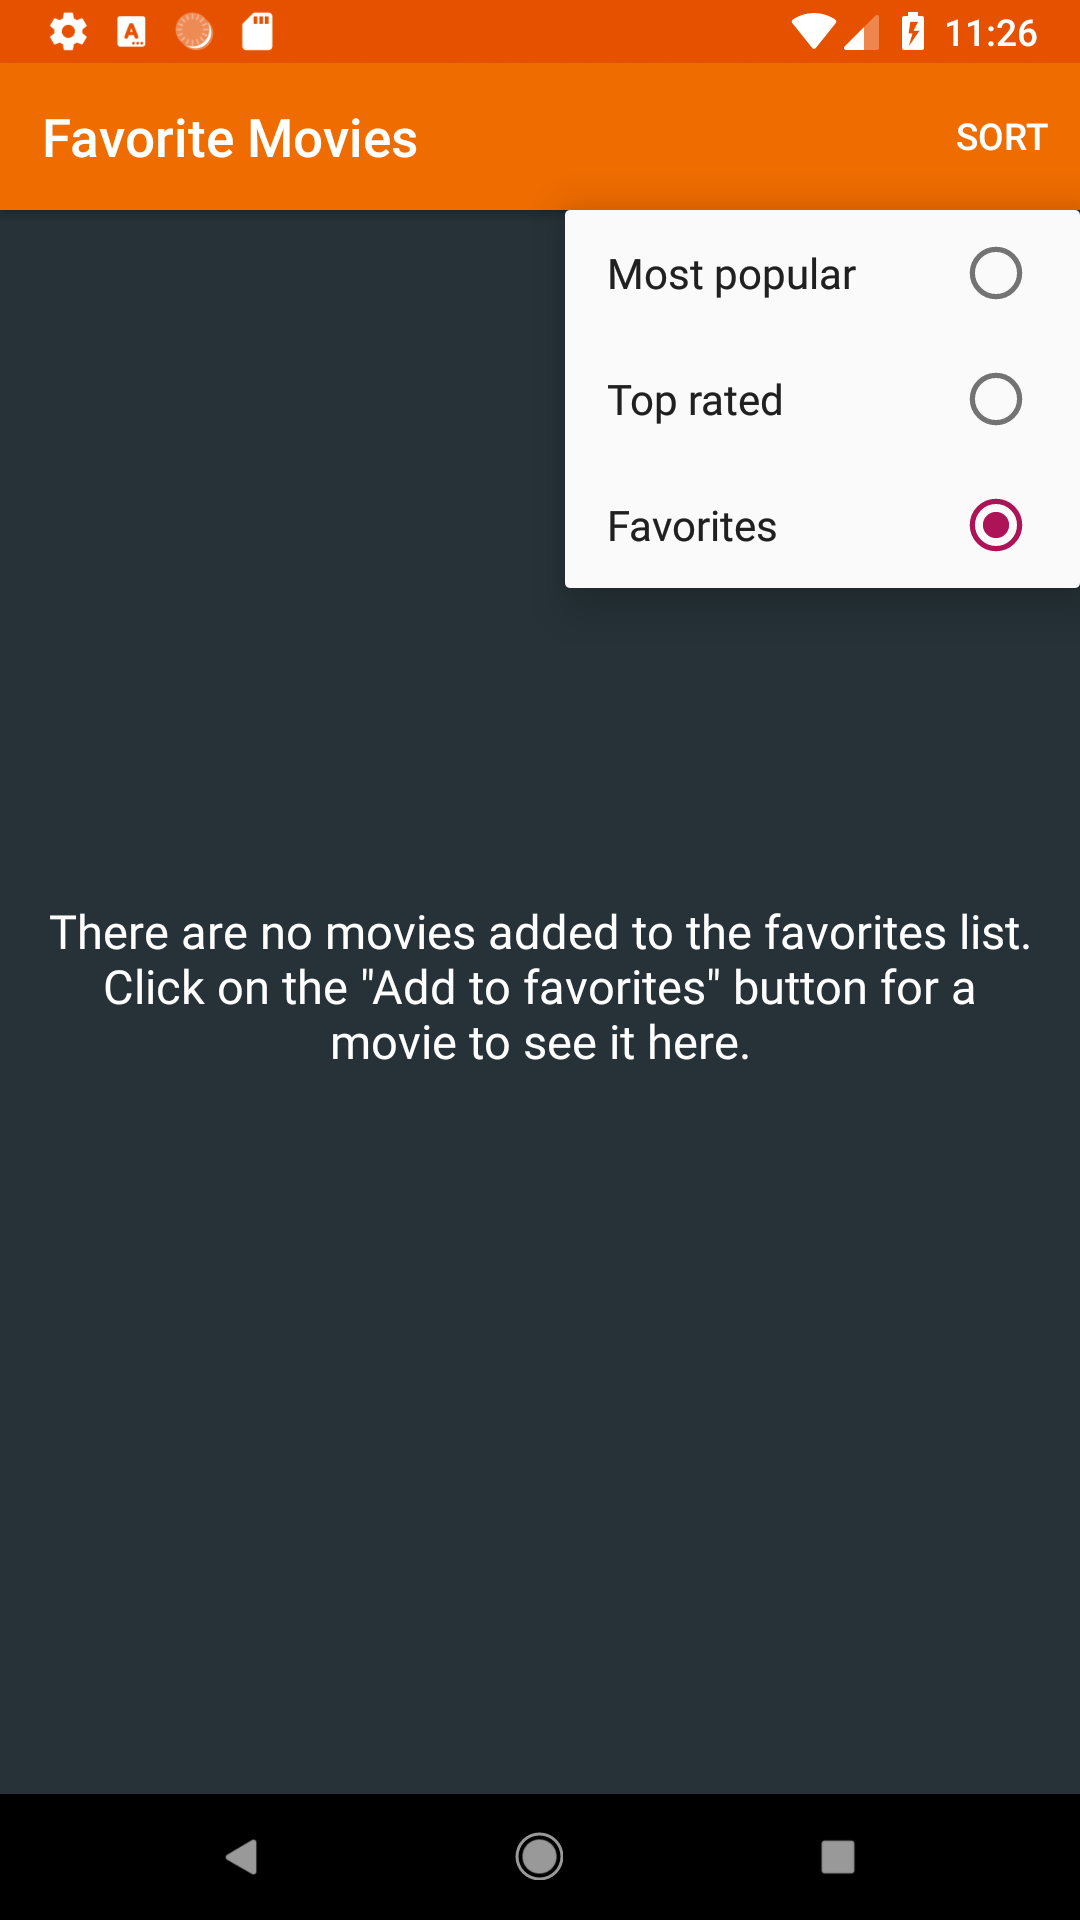 11:26
Favorite Movies
SORT
Most popular
Top rated
Favorites
There are no movies added to the favorites list.
Click on the "Add to favorites" button for a
movie to see it here.